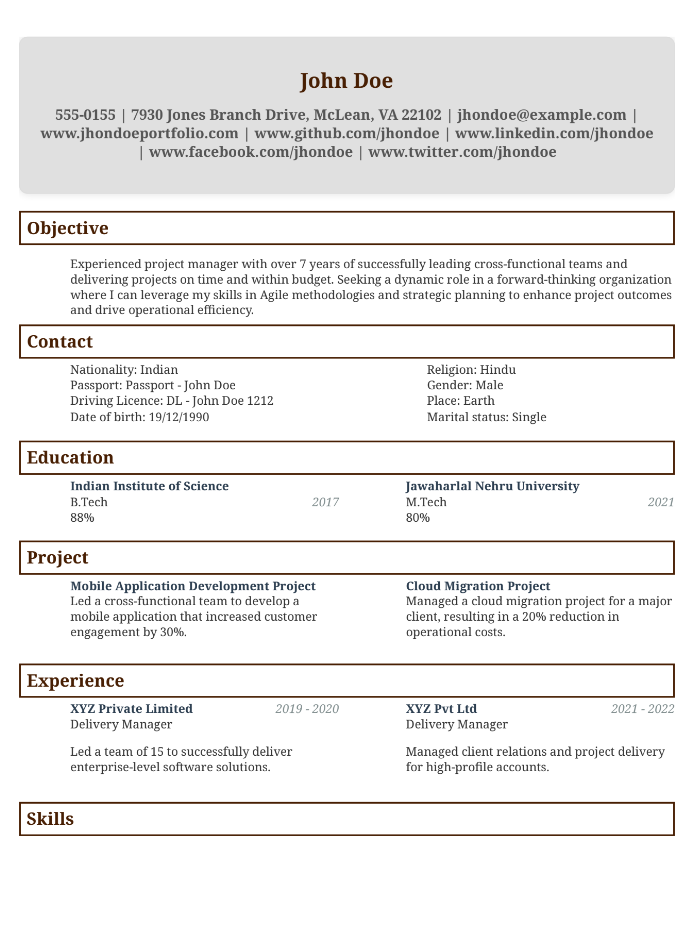 John Doe
555-0155 | 7930 Jones Branch Drive, McLean, VA 22102 | jhondoe@example.com |
www.jhondoeportfolio.com | www.github.com/jhondoe | www.linkedin.com/jhondoe
| www.facebook.com/jhondoe | www.twitter.com/jhondoe
Objective
Experienced project manager with over 7 years of successfully leading cross-functional teams and
delivering projects on time and within budget. Seeking a dynamic role in a forward-thinking organization
where I can leverage my skills in Agile methodologies and strategic planning to enhance project outcomes
and drive operational efficiency.
Contact
Nationality: Indian
Passport: Passport - John Doe
Driving Licence: DL - John Doe 1212
Date of birth: 19/12/1990
Religion: Hindu
Gender: Male
Place: Earth
Marital status: Single
Education
Indian Institute of Science
B.Tech 2017
88%
Jawaharlal Nehru University
M.Tech 2021
80%
Project
Mobile Application Development Project
Led a cross-functional team to develop a
mobile application that increased customer
engagement by 30%.
Cloud Migration Project
Managed a cloud migration project for a major
client, resulting in a 20% reduction in
operational costs.
Experience
XYZ Private Limited 2019 - 2020
Delivery Manager
Led a team of 15 to successfully deliver
enterprise-level software solutions.
XYZ Pvt Ltd 2021 - 2022
Delivery Manager
Managed client relations and project delivery
for high-profile accounts.
Skills